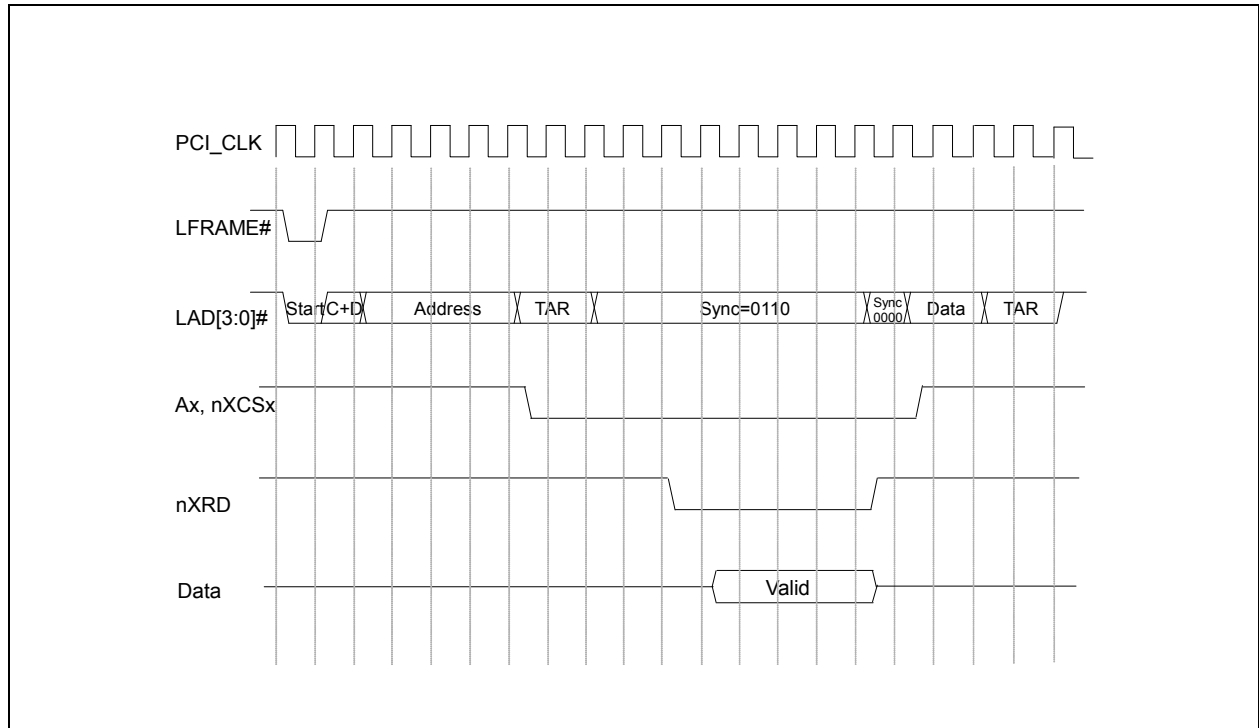 PCI_CLK
LFRAME#
LAD[3:0]#
Start
C+D
Address
TAR
Sync=0110
Sync
0000
Data
TAR
Ax, nXCSx
nXRD
Data
Valid